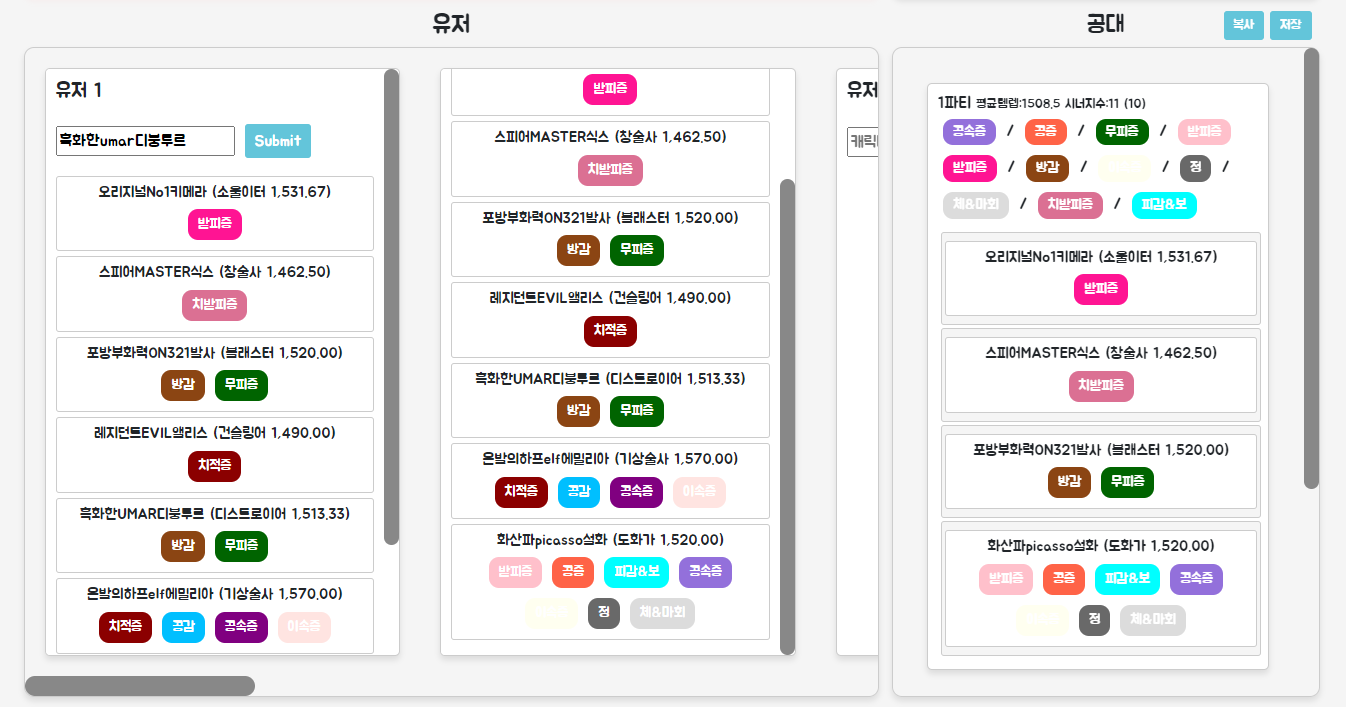 유저
공대
복사 저장
유저 1
흑화한umar디붕투르 Submit
오리지널No1키메라 (소울이터 1,531.67)
받피증
스피어MASTER식스 (창술사 1,462.50)
치받피증
포방부화력ON321발사 (블래스터 1,520.00)
방감 무피증
레지던트EVIL앨리스 (건슬링어 1,490.00)
치적증
흑화한UMAR디붕투르 (디스트로이어 1,513.33)
방감 무피증
은발의하프elf에밀리아 (기상술사 1,570.00)
치적증 공감 공속증 이속증
받피증
스피어MASTER식스 (창술사 1,462.50)
치받피증
포방부화력ON321발사 (블래스터 1,520.00)
방감 무피증
레지던트EVIL앨리스 (건슬링어 1,490.00)
치적증
흑화한UMAR디붕투르 (디스트로이어 1,513.33)
방감 무피증
은발의하프elf에밀리아 (기상술사 1,570.00)
치적증 공감 공속증 이속증
화산파picasso설화 (도화가 1,520.00)
받피증 공증 피감&보 공속증
정 체&마회
유저
캐릭
1파티 평균템렙:1508.5 시너지수:11 (10)
공속증 / 공증 / 무피증 / 받피증
받피증 / 방감 / / 정 /
체&마회 / 치받피증 / 피감&보
오리지널No1키메라 (소울이터 1,531.67)
받피증
스피어MASTER식스 (창술사 1,462.50)
치받피증
포방부화력ON321발사 (블래스터 1,520.00)
방감 무피증
화산파picasso설화 (도화가 1,520.00)
받피증 공증 피감&보 공속증
정 체&마회